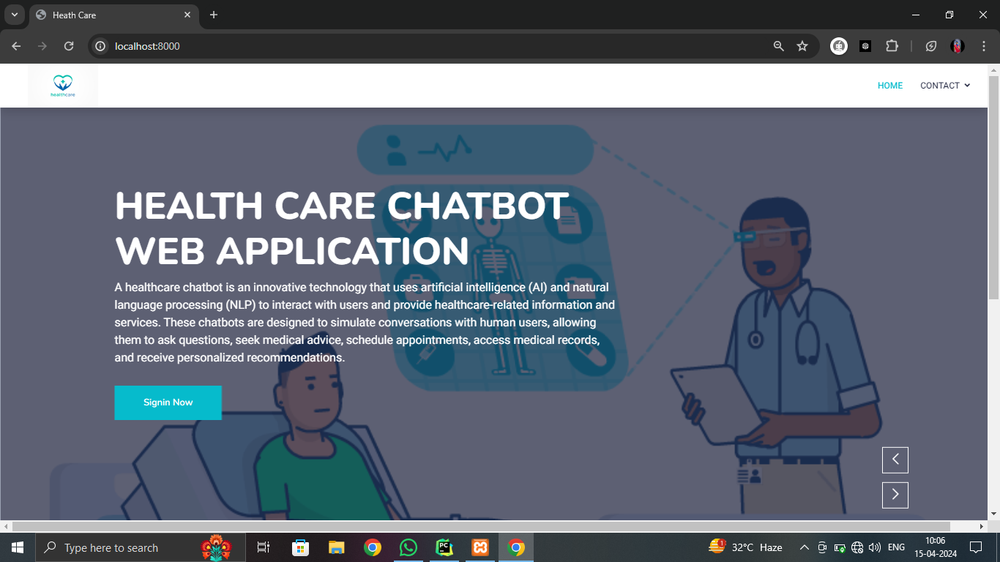 Heath Care
localhost:8000
healthcare
HOME
CONTACT
HEALTH CARE CHATBOT
WEB APPLICATION
A healthcare chatbot is an innovative technology that uses artificial intelligence (AI) and natural
language processing (NLP) to interact with users and provide healthcare-related information and
services. These chatbots are designed to simulate conversations with human users, allowing
them to ask questions, seek medical advice, schedule appointments, access medical records,
and receive personalized recommendations.
Signin Now
Type here to search
PC
1
32°C Haze
ENG
10:06
15-04-2024